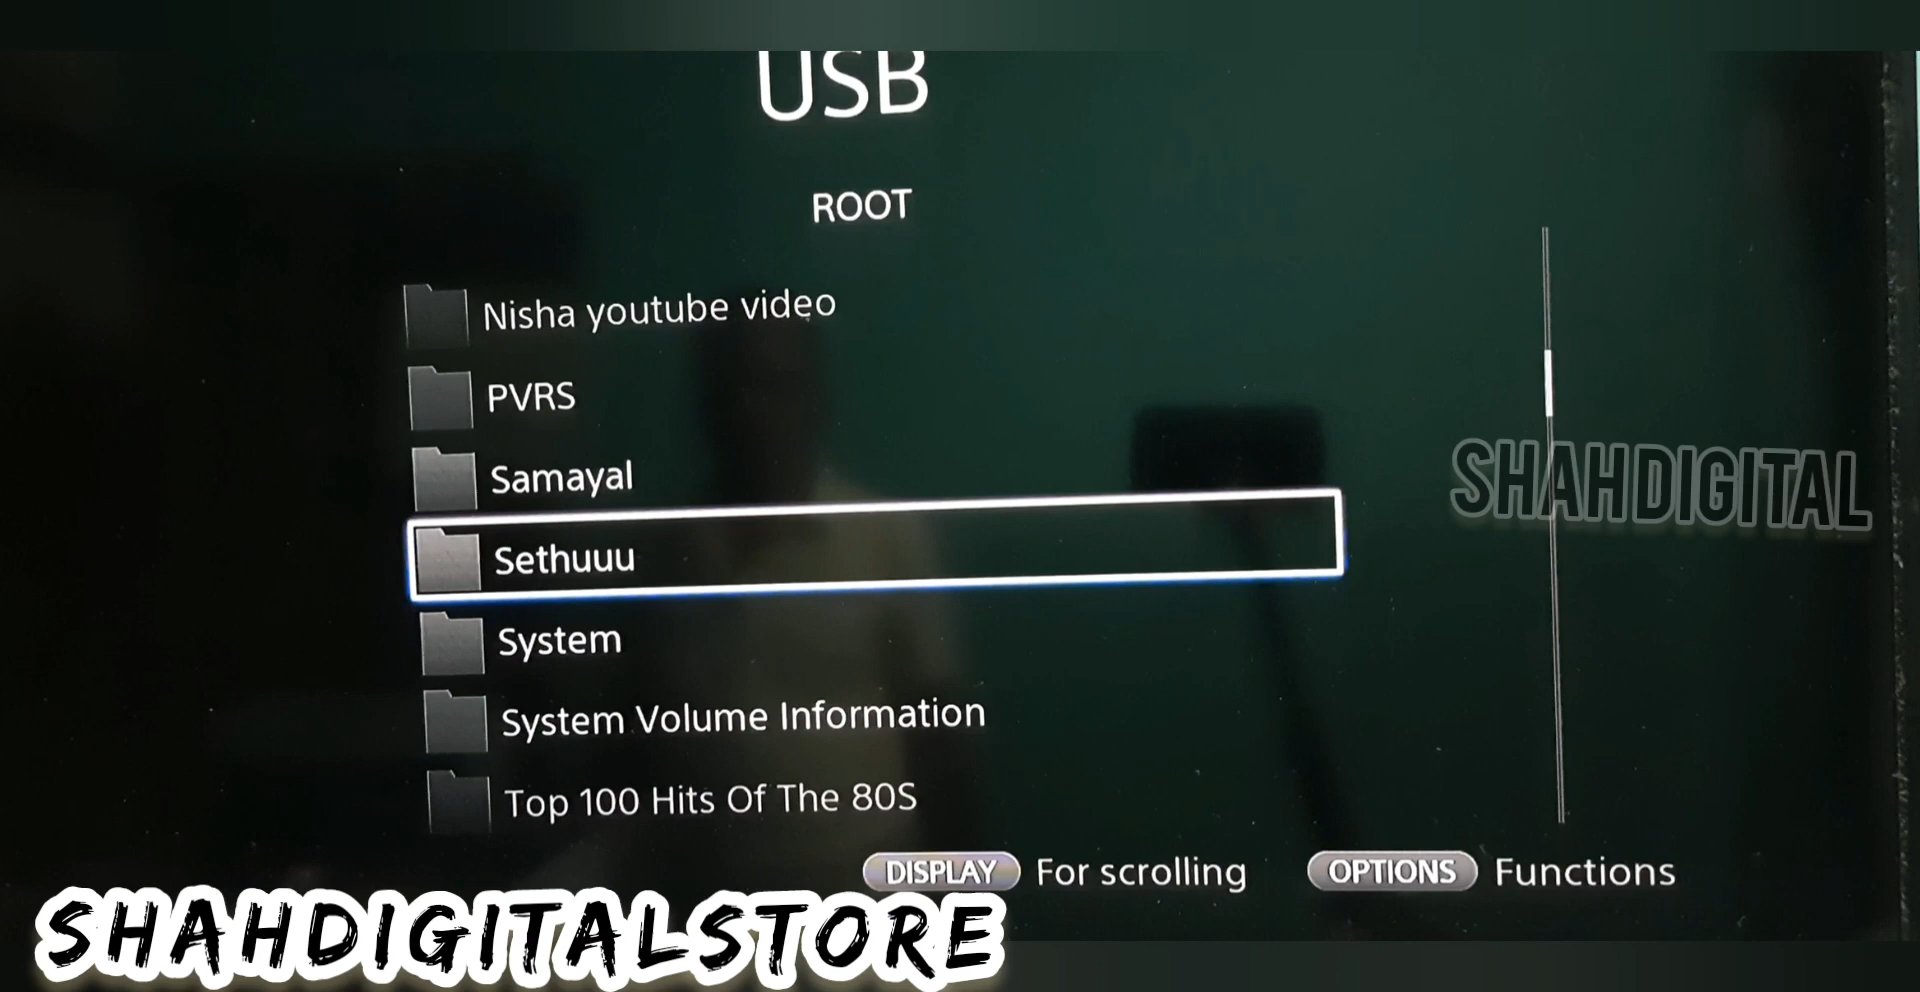 USB
ROOT
Nisha youtube video
PVRS
Samayal
Sethuuu
System
System Volume Information
Top 100 Hits Of The 80S
DISPLAY For scrolling OPTIONS Functions
SHAHDIGITAL
SHAHDIGITALSTORE